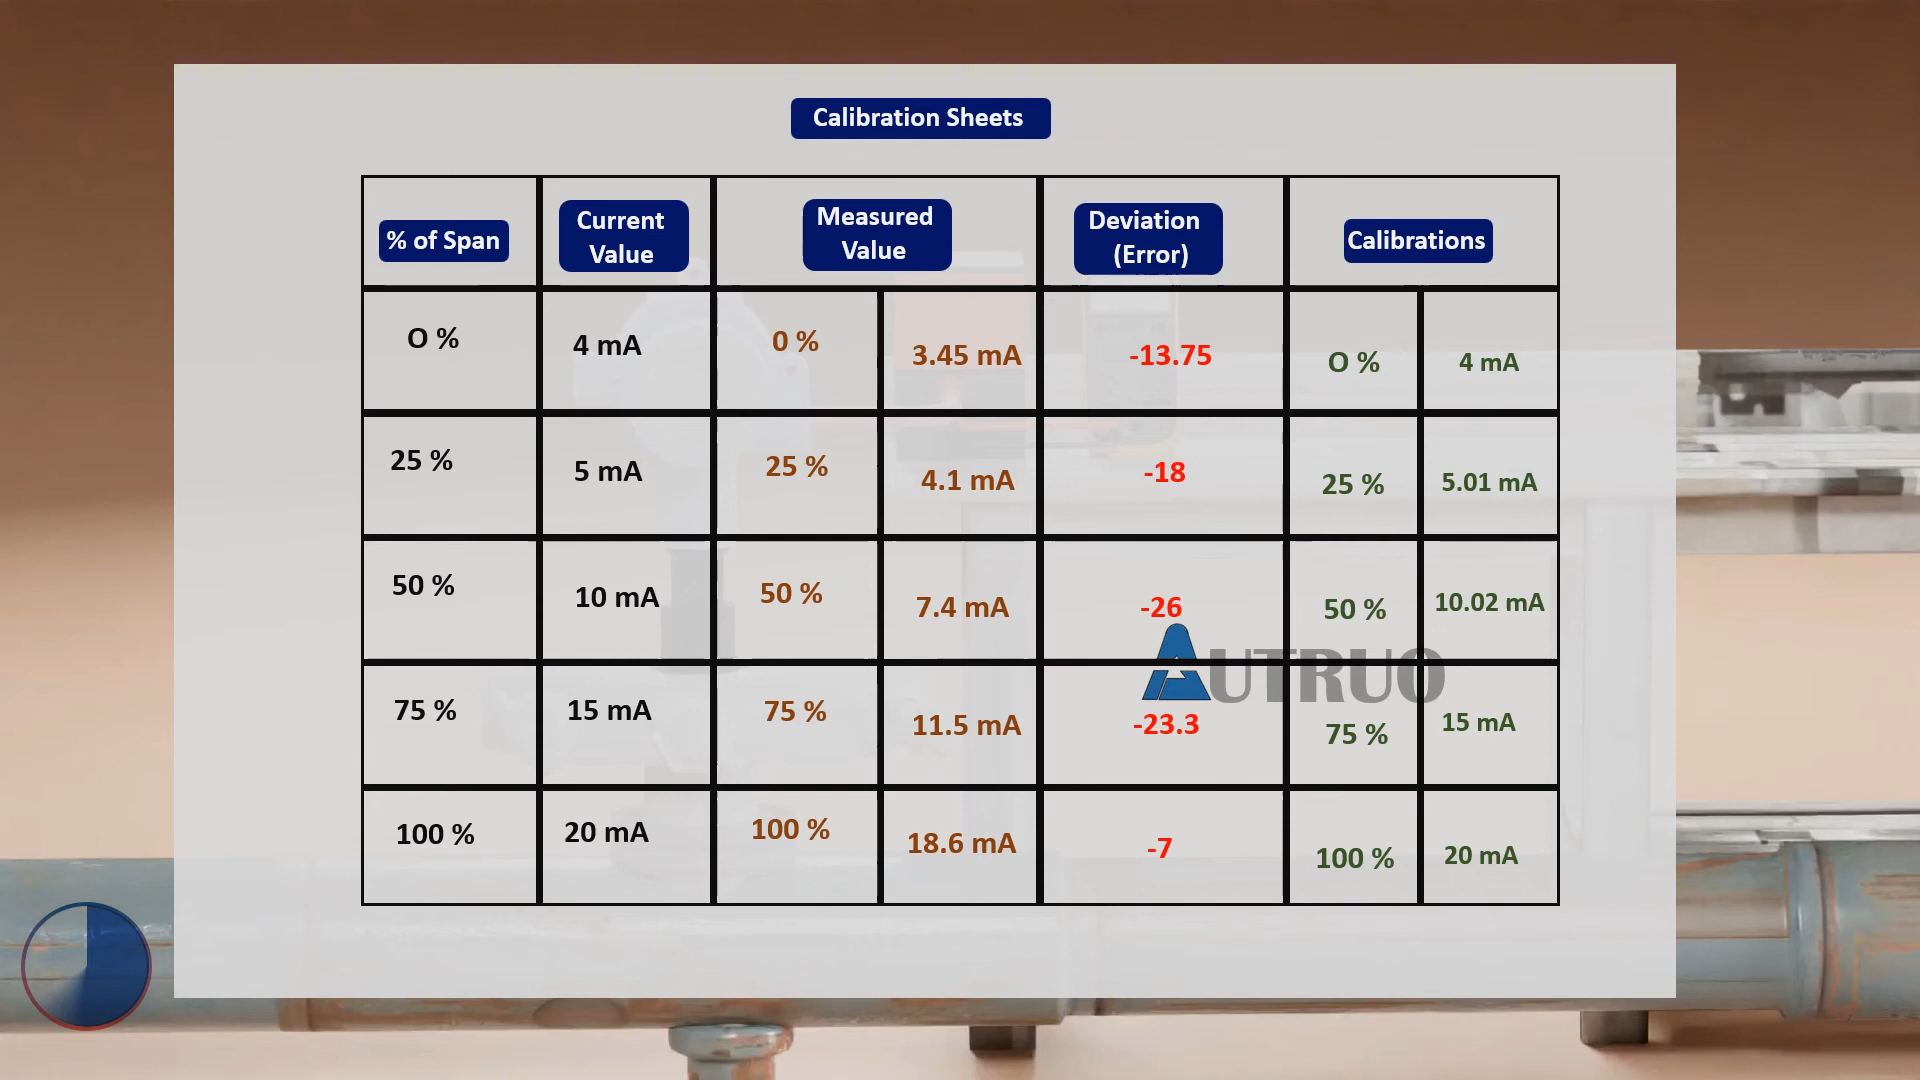 Calibration Sheets
% of Span
Current
Value
Measured
Value
Deviation
(Error)
Calibrations
O %
4 mA
0 %
3.45 mA
-13.75
O %
4 mA
25 %
5 mA
25 %
4.1 mA
-18
25 %
5.01 mA
50 %
10 mA
50 %
7.4 mA
-26
50 %
10.02 mA
AUTRUO
75 %
15 mA
75 %
11.5 mA
-23.3
75 %
15 mA
100 %
20 mA
100 %
18.6 mA
-7
100 %
20 mA